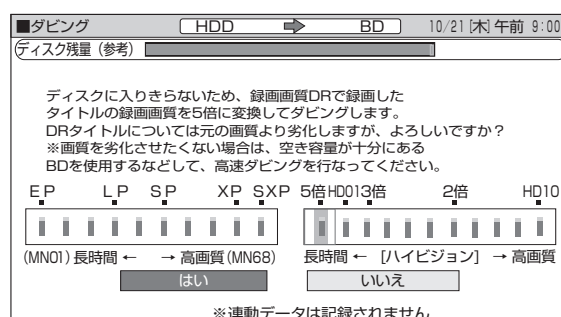 ■ダビング HDD BD 10/21[木]午前 9:00
ディスク残量(参考)
ディスクに入りきらないため、録画画質DRで録画した
タイトルの録画画質を5倍に変換してダビングします。
DRタイトルについては元の画質より劣化しますが、よろしいですか？
※画質を劣化させたくない場合は、空き容量が十分にある
BDを使用するなどして、高速ダビングを行なってください。
EP LP SP XP SXP 5倍 HD01 3倍 2倍 HD10
(MN01)長時間 ← → 高画質(MN68) 長時間 ← [ハイビジョン] → 高画質
はい いいえ
※連動データは記録されません